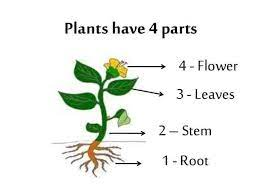 Plants have 4 parts
4 - Flower
3 - Leaves
2 – Stem
1 - Root